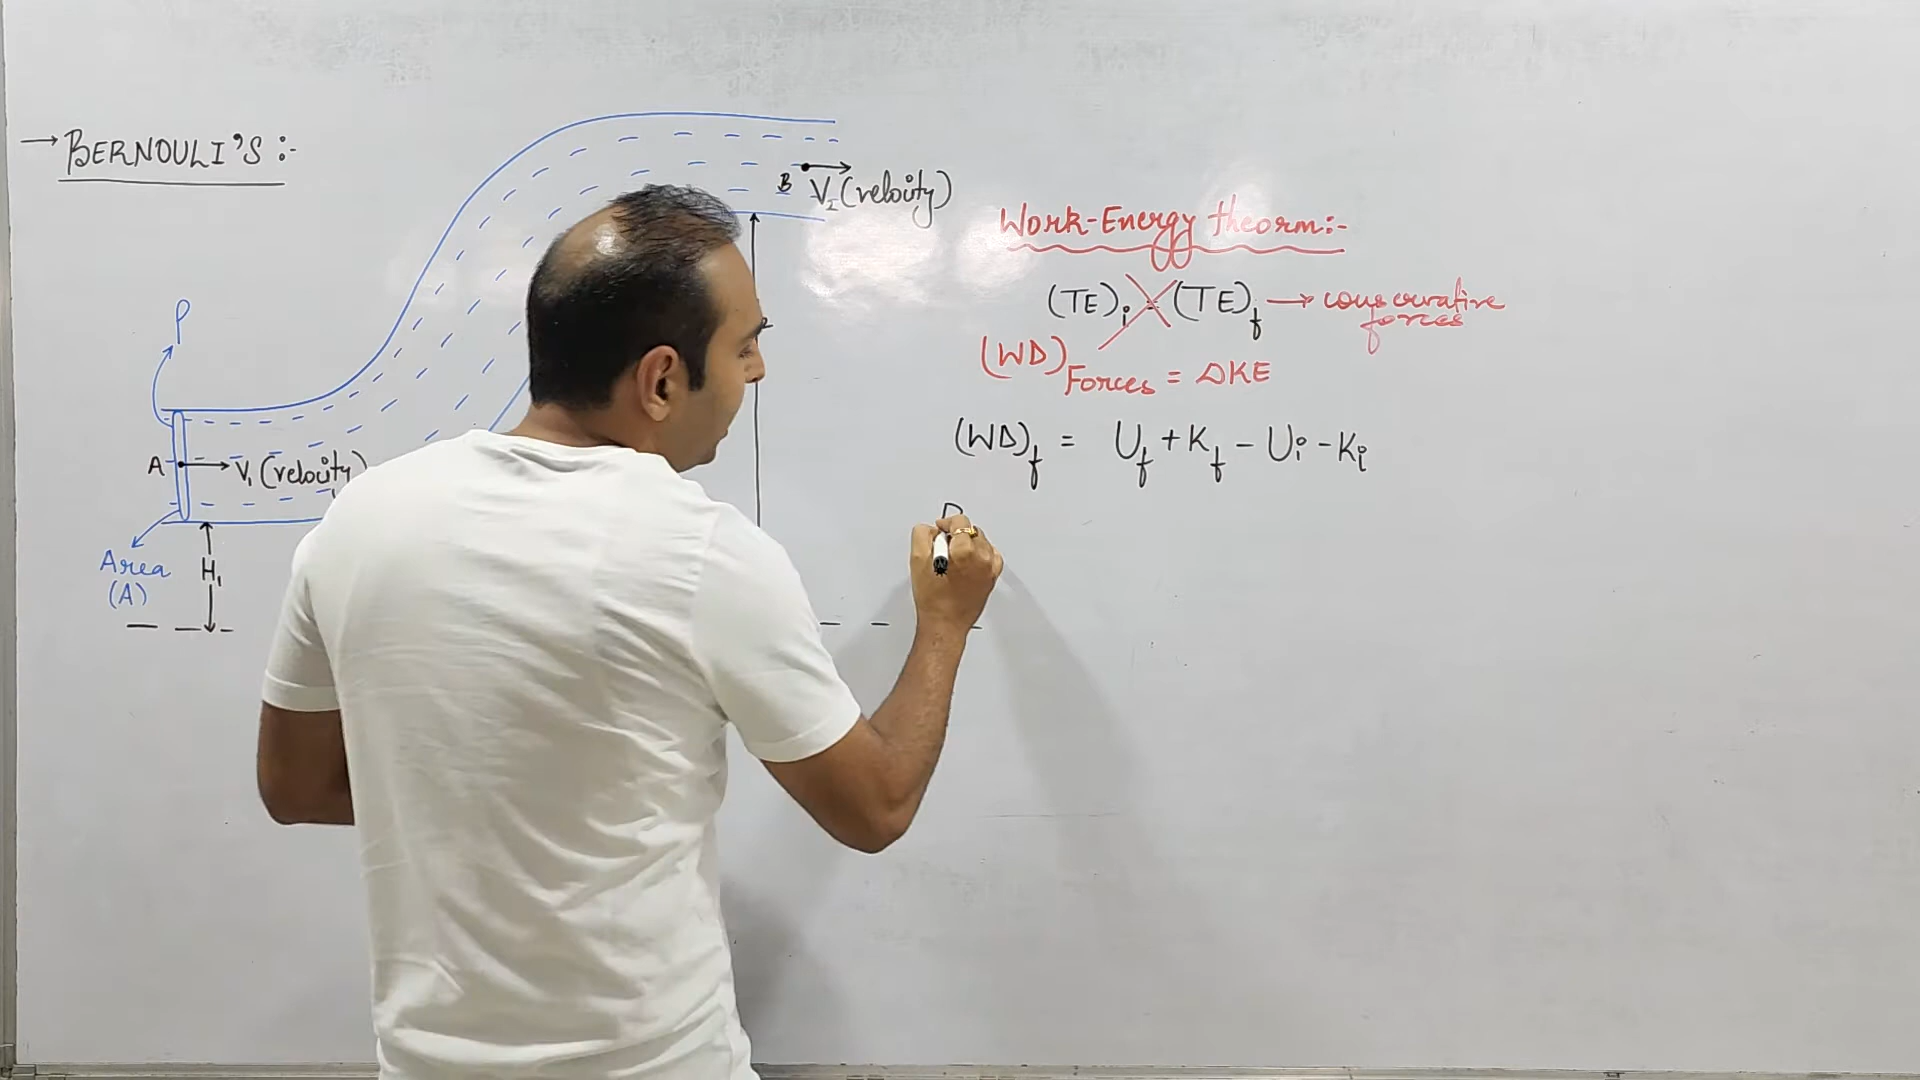 → BERNOULI'S :-
P
A V₁ (velocity)
Area
(A)
H₁
B V₂ (velocity)
Work-Energy theorm:-
(TE)i = (TE)f → conservative
forces
(WD)Forces = ΔKE
(WD)f = Uf + Kf - Ui - Ki
P